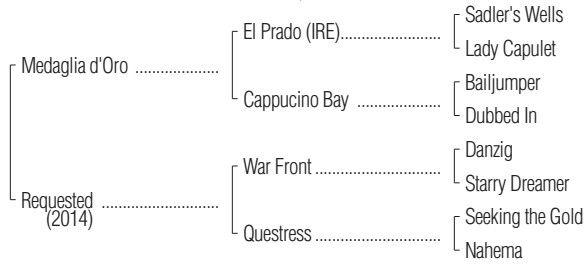 Sadler's Wells
El Prado (IRE)....................
Lady Capulet
Medaglia d'Oro .....................
Bailjumper
Cappucino Bay ....................
Dubbed In
Danzig
War Front ............................
Starry Dreamer
Requested .............................
(2014)
Seeking the Gold
Questress .............................
Nahema